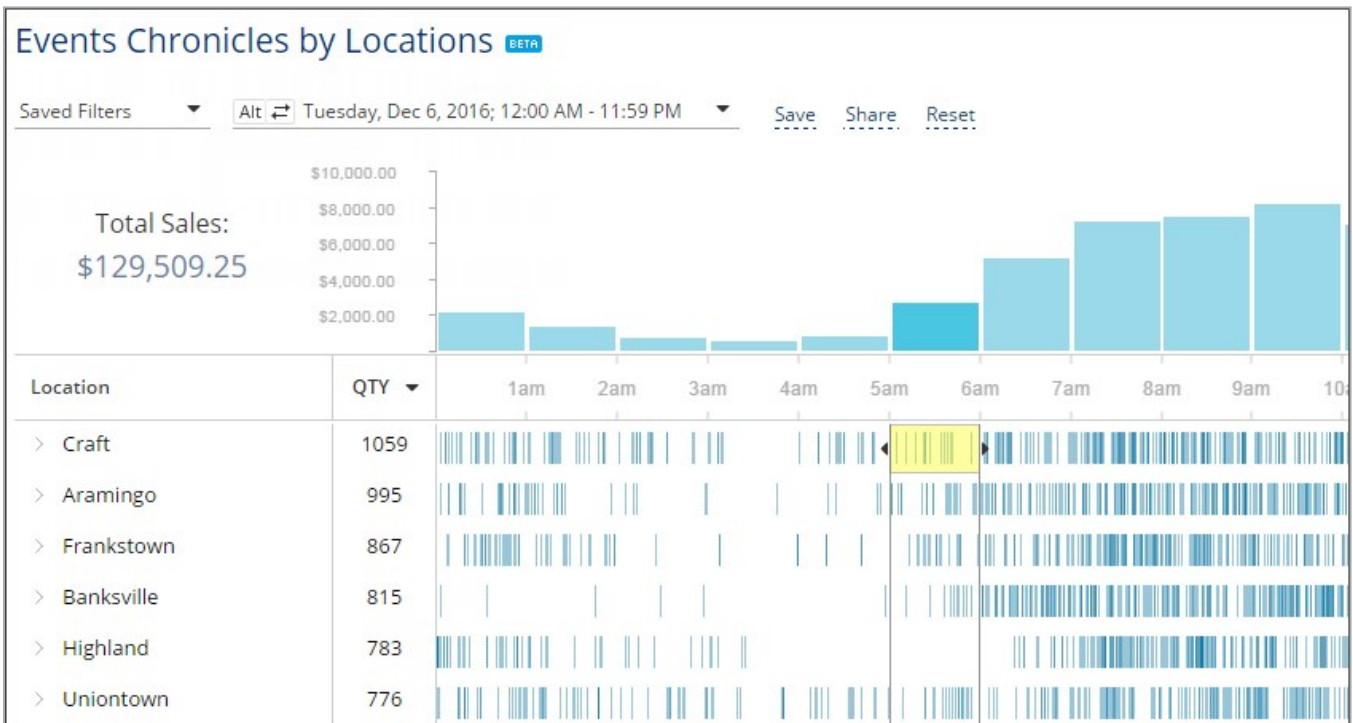 Events Chronicles by Locations BETA
Saved Filters Alt Tuesday, Dec 6, 2016; 12:00 AM - 11:59 PM Save Share Reset
$10,000.00
$8,000.00
$6,000.00
$4,000.00
$2,000.00
Total Sales:
$129,509.25
Location QTY 1am 2am 3am 4am 5am 6am 7am 8am 9am 10a
Craft 1059
Aramingo 995
Frankstown 867
Banksville 815
Highland 783
Uniontown 776